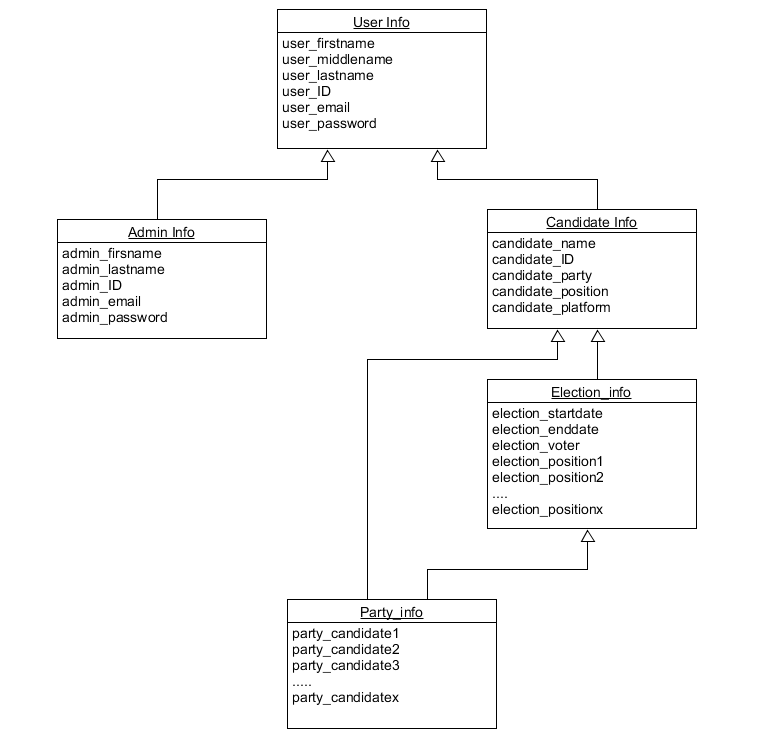 User Info
user_firstname
user_middlename
user_lastname
user_ID
user_email
user_password
Admin Info
admin_firsname
admin_lastname
admin_ID
admin_email
admin_password
Candidate Info
candidate_name
candidate_ID
candidate_party
candidate_position
candidate_platform
Election_info
election_startdate
election_enddate
election_voter
election_position1
election_position2
....
election_positionx
Party_info
party_candidate1
party_candidate2
party_candidate3
.....
party_candidatex